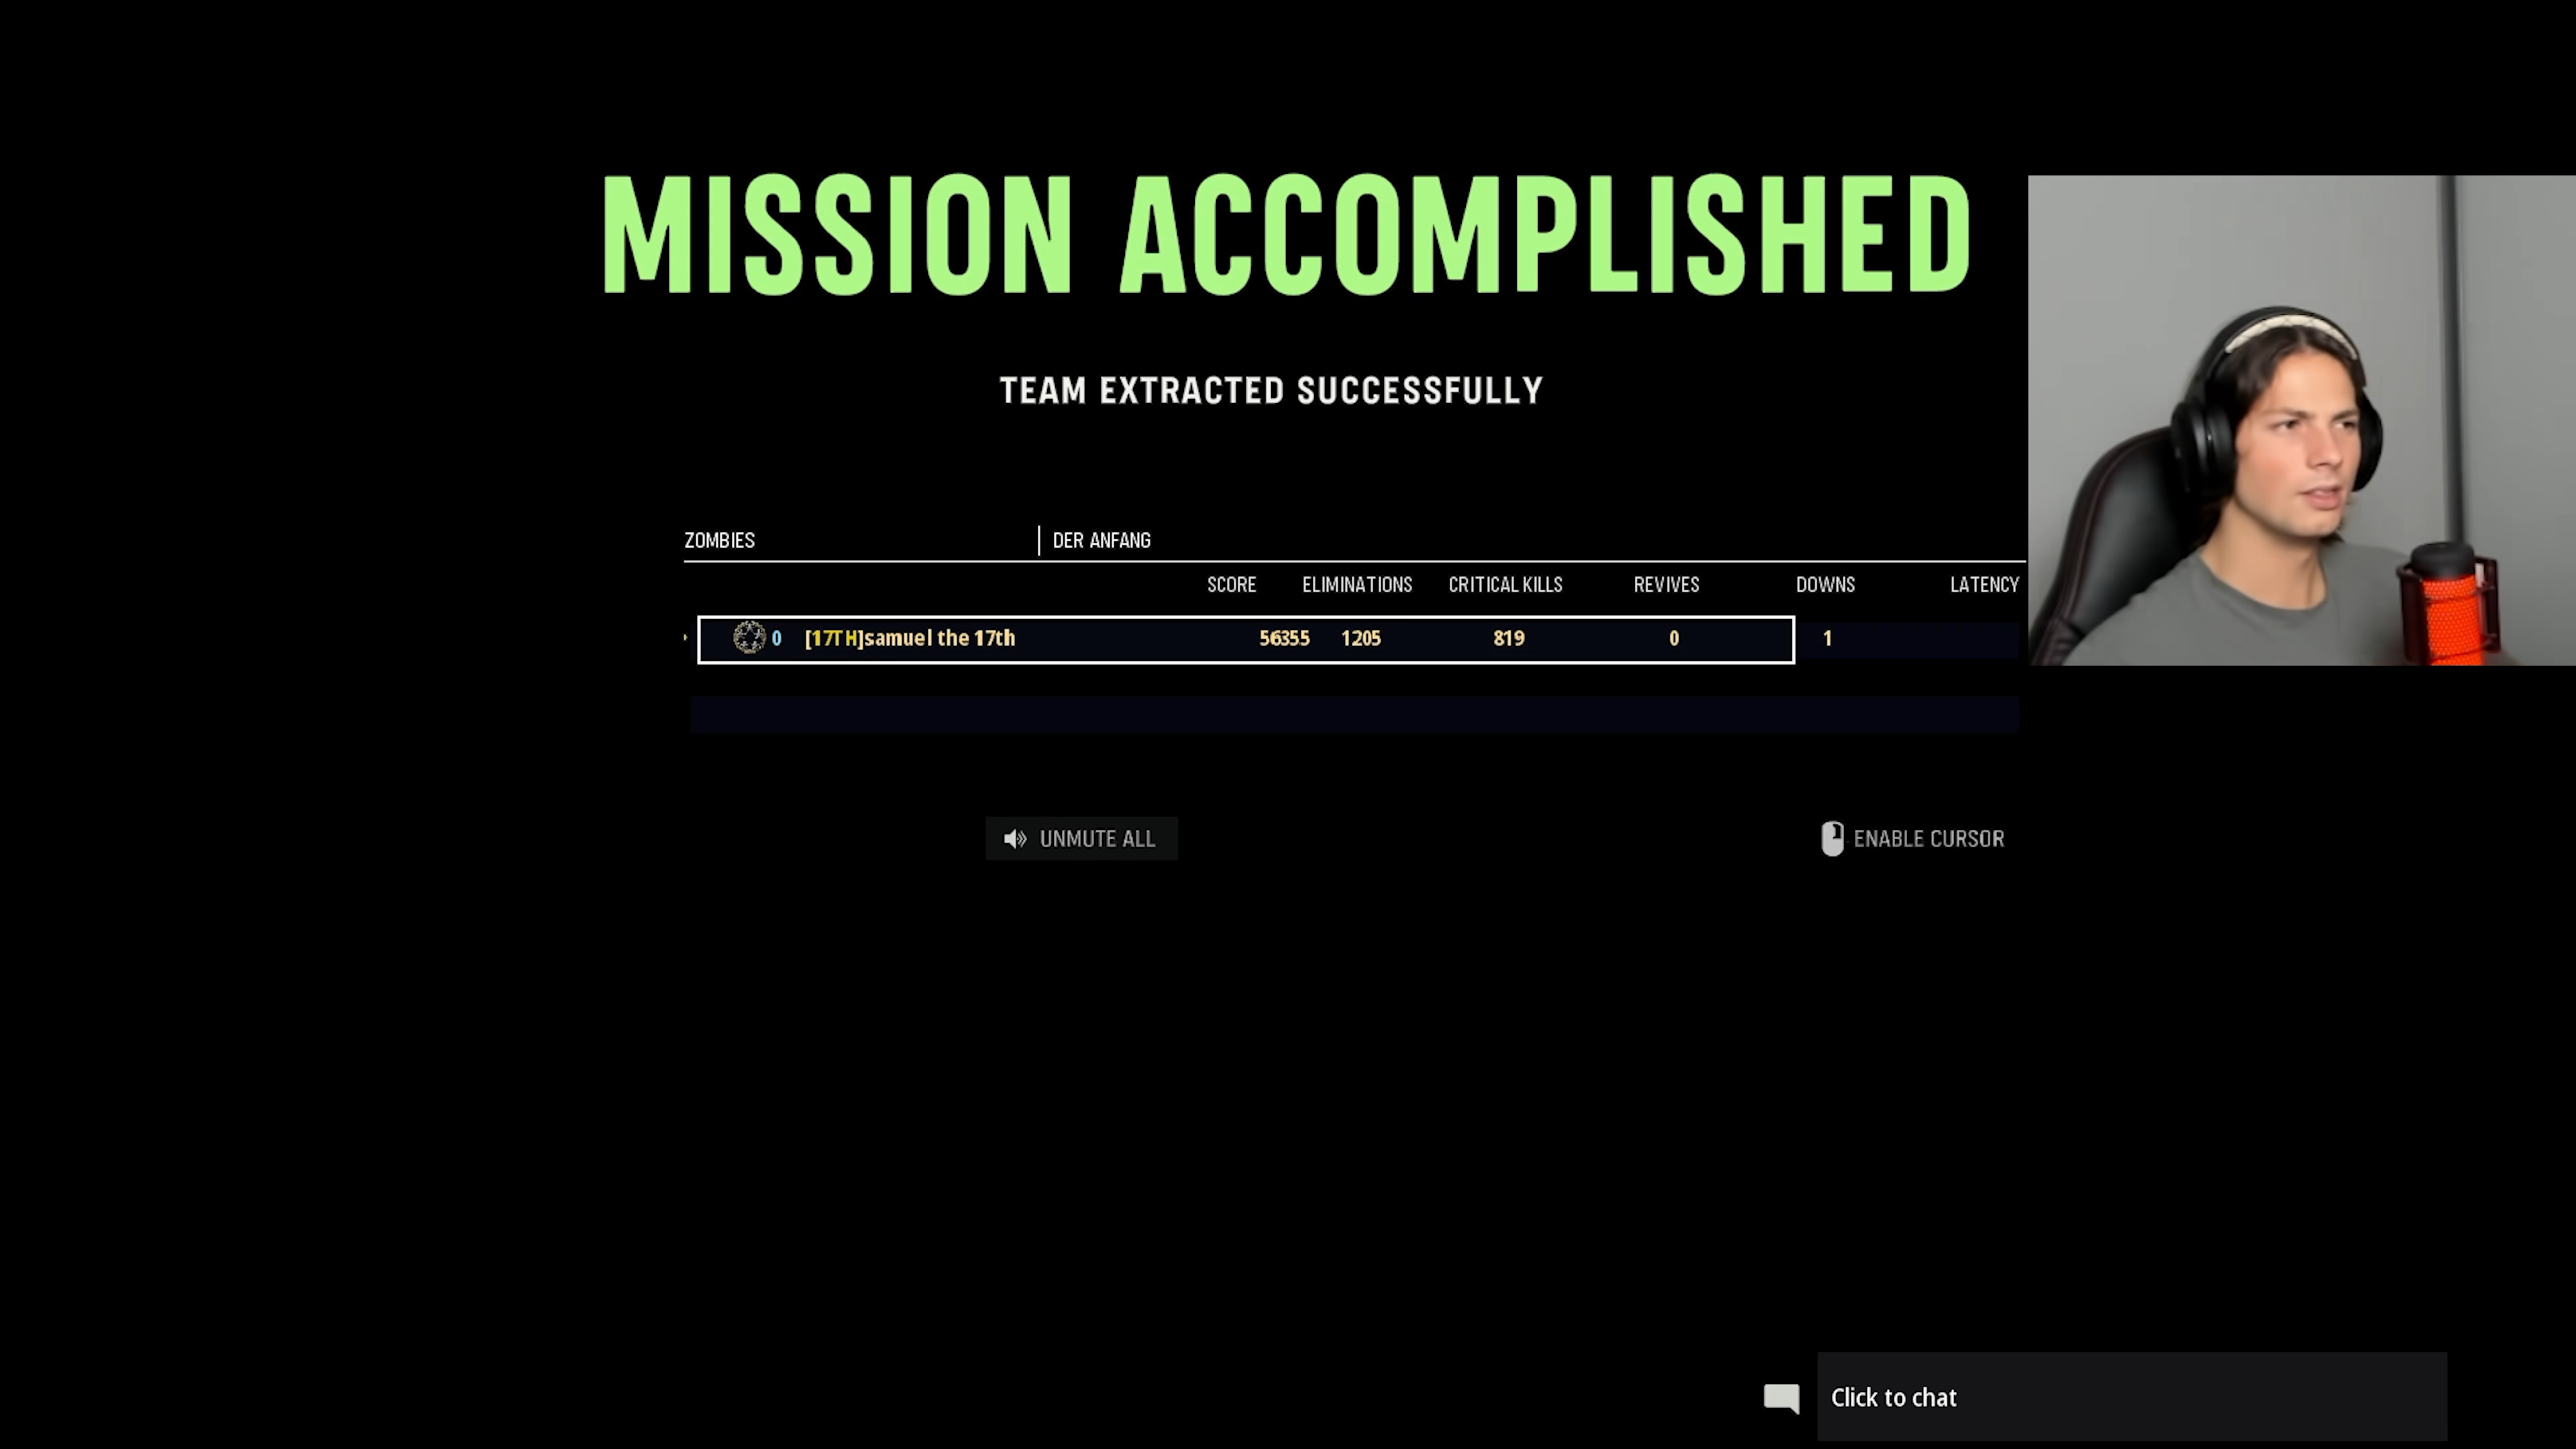 MISSION ACCOMPLISHED
TEAM EXTRACTED SUCCESSFULLY
ZOMBIES DER ANFANG
SCORE ELIMINATIONS CRITICAL KILLS REVIVES DOWNS LATENCY
0 [17TH]samuel the 17th 56355 1205 819 0 1
UNMUTE ALL ENABLE CURSOR
Click to chat